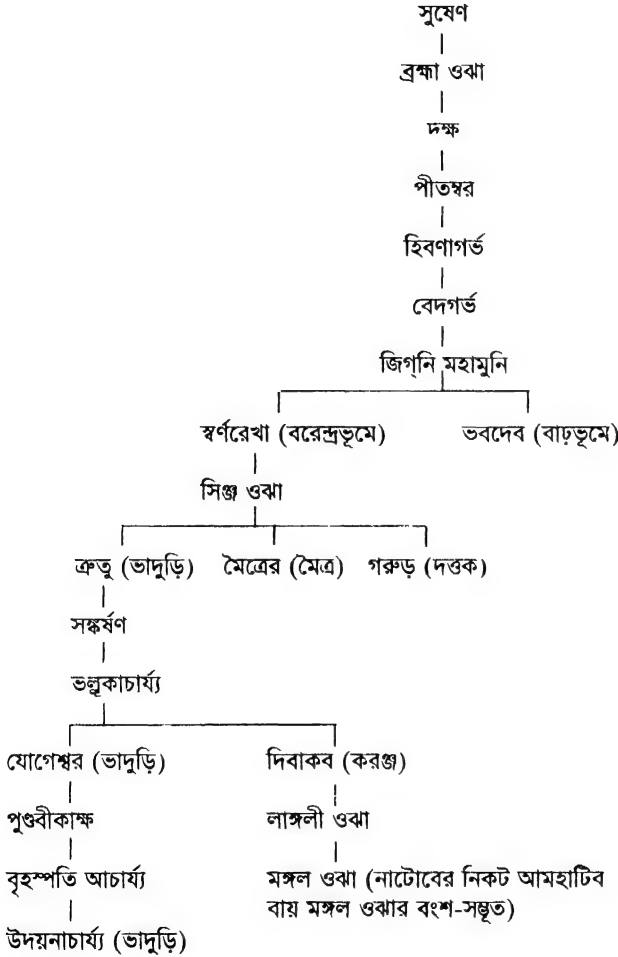 সুষেণ
ব্রহ্মা ওঝা
দক্ষ
পীতম্বর
হিবণাগর্ভ
বেদগর্ভ
জিগ্‌নি মহামুনি
স্বর্ণরেখা (বরেন্দ্রভূমে) ভবদেব (বাঢ়ভূমে)
সিঞ্জ ওঝা
ক্রতু (ভাদুড়ি) মৈত্রের (মৈত্র) গরুড় (দত্তক)
সঙ্কর্ষণ
ভল্লুকাচার্য্য
যোগেশ্বর (ভাদুড়ি) দিবাকব (করঞ্জ)
পুণ্ডবীকাক্ষ লাঙ্গলী ওঝা
বৃহস্পতি আচার্য্য মঙ্গল ওঝা (নাটোবের নিকট আমহাটিব
বায় মঙ্গল ওঝার বংশ-সম্ভূত)
উদয়নাচার্য্য (ভাদুড়ি)